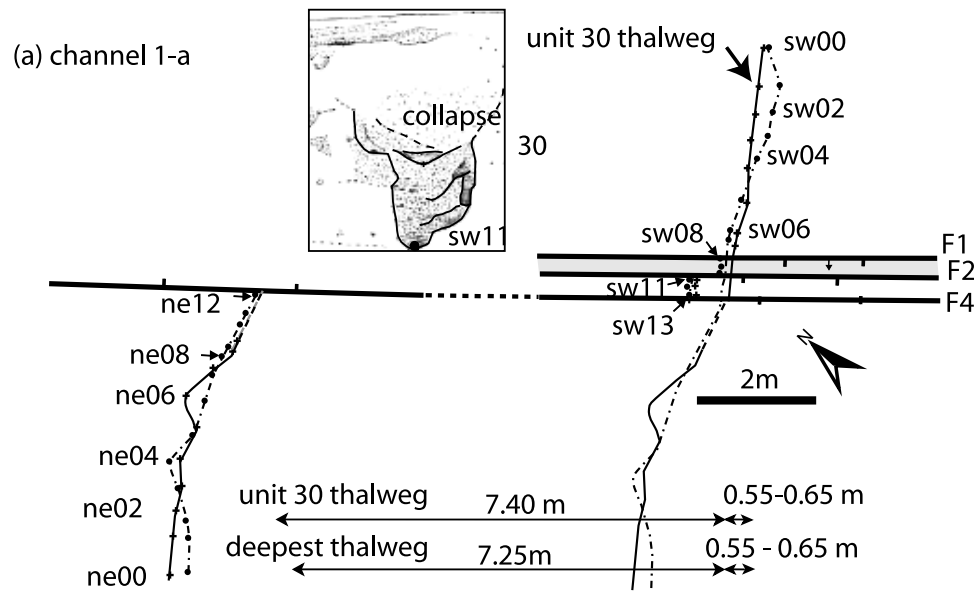 (a) channel 1-a
collapse
30
sw11
unit 30 thalweg
sw00
sw02
sw04
sw06
sw08
F1
F2
sw11
F4
sw13
ne12
ne08
N
ne06
2m
ne04
unit 30 thalweg
7.40 m
0.55-0.65 m
ne02
deepest thalweg
7.25m
0.55 - 0.65 m
ne00